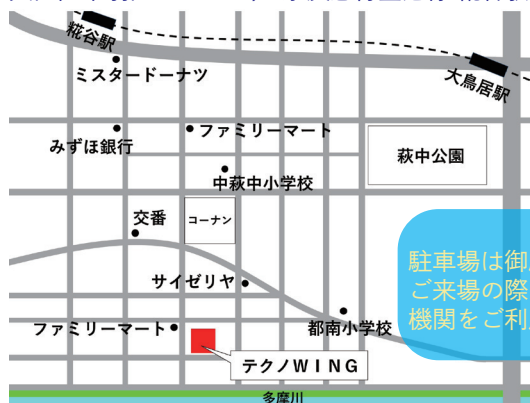 糀谷駅
ミスタードーナツ
大鳥居駅
みずほ銀行
ファミリーマート
萩中公園
中萩中小学校
交番
コーナン
駐車場は御
ご来場の際
機関をご利
サイゼリヤ
ファミリーマート
都南小学校
テクノＷＩＮＧ
多摩川